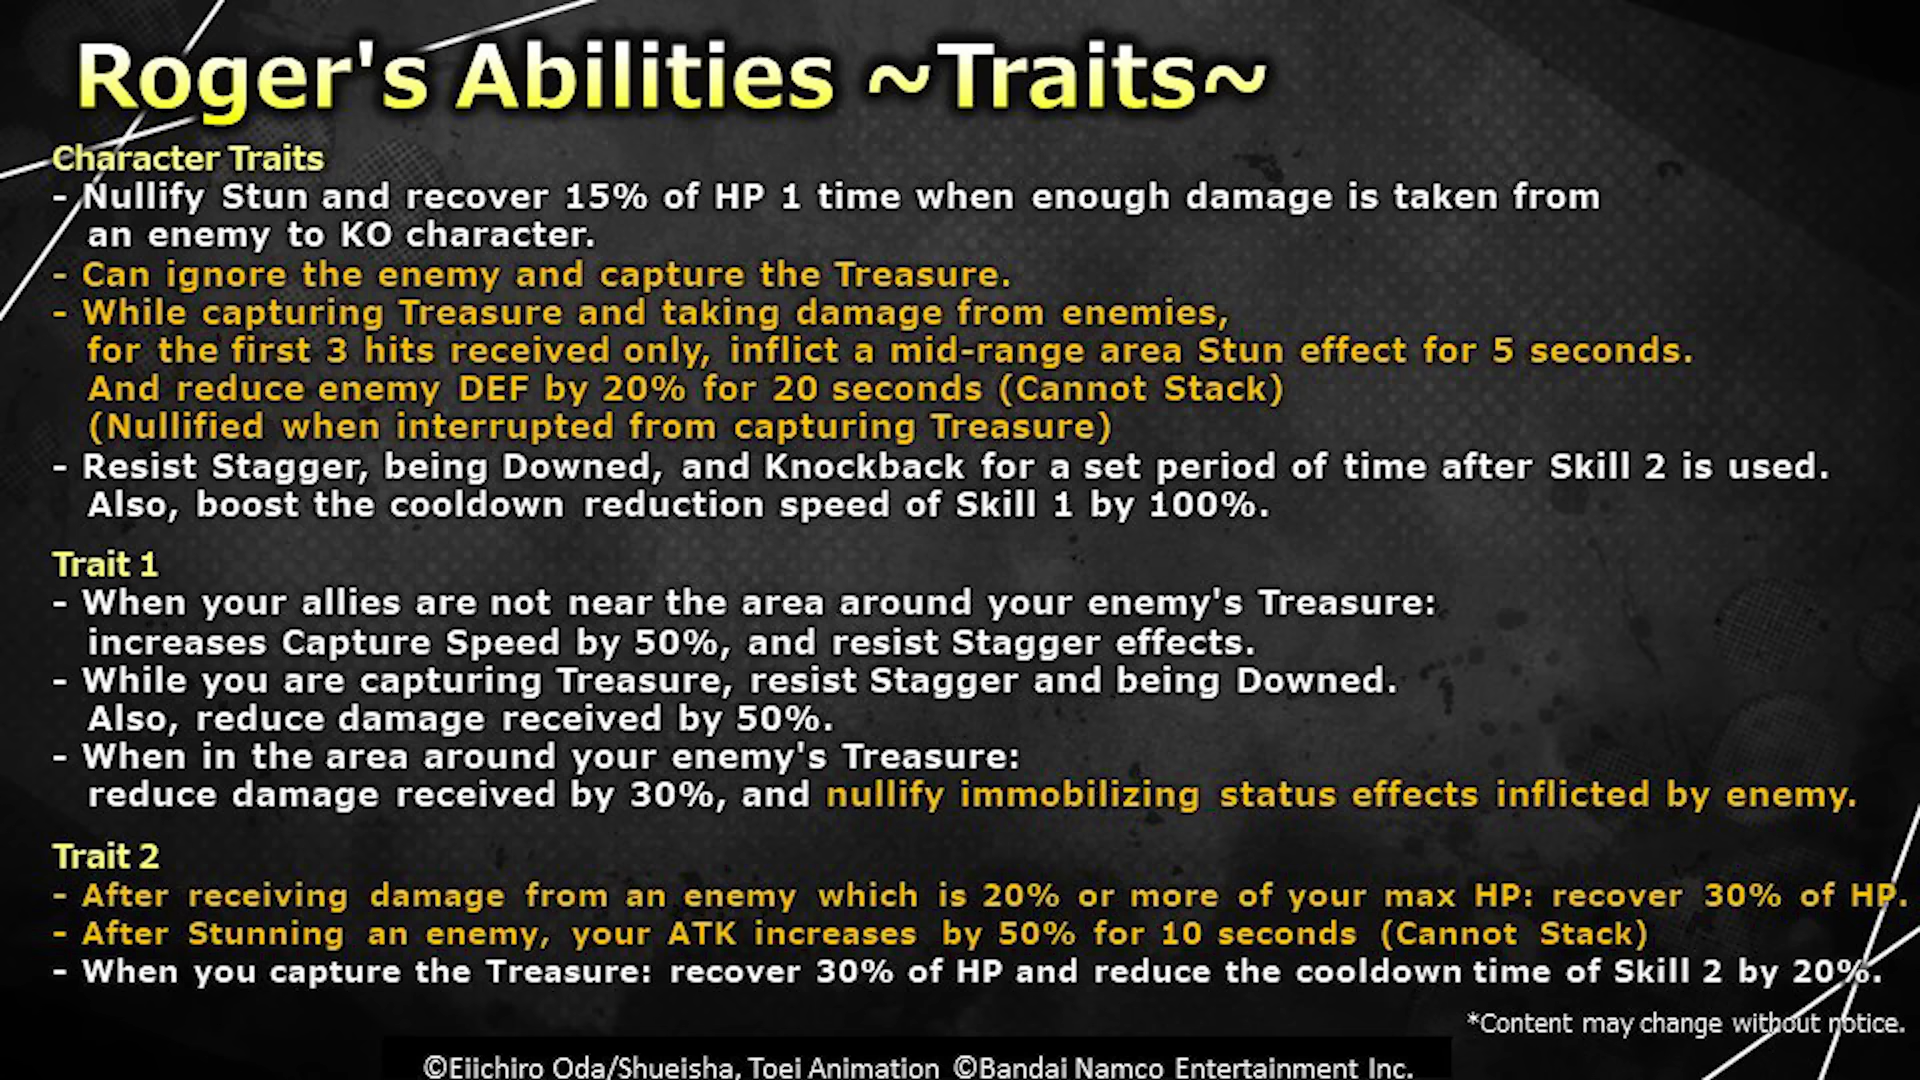 Roger's Abilities ~Traits~
Character Traits
- Nullify Stun and recover 15% of HP 1 time when enough damage is taken from
an enemy to KO character.
- Can ignore the enemy and capture the Treasure.
- While capturing Treasure and taking damage from enemies,
for the first 3 hits received only, inflict a mid-range area Stun effect for 5 seconds.
And reduce enemy DEF by 20% for 20 seconds (Cannot Stack)
(Nullified when interrupted from capturing Treasure)
- Resist Stagger, being Downed, and Knockback for a set period of time after Skill 2 is used.
Also, boost the cooldown reduction speed of Skill 1 by 100%.
Trait 1
- When your allies are not near the area around your enemy's Treasure:
increases Capture Speed by 50%, and resist Stagger effects.
- While you are capturing Treasure, resist Stagger and being Downed.
Also, reduce damage received by 50%.
- When in the area around your enemy's Treasure:
reduce damage received by 30%, and nullify immobilizing status effects inflicted by enemy.
Trait 2
- After receiving damage from an enemy which is 20% or more of your max HP: recover 30% of HP.
- After Stunning an enemy, your ATK increases by 50% for 10 seconds (Cannot Stack)
- When you capture the Treasure: recover 30% of HP and reduce the cooldown time of Skill 2 by 20%.
*Content may change without notice.
©Eiichiro Oda/Shueisha, Toei Animation ©Bandai Namco Entertainment Inc.